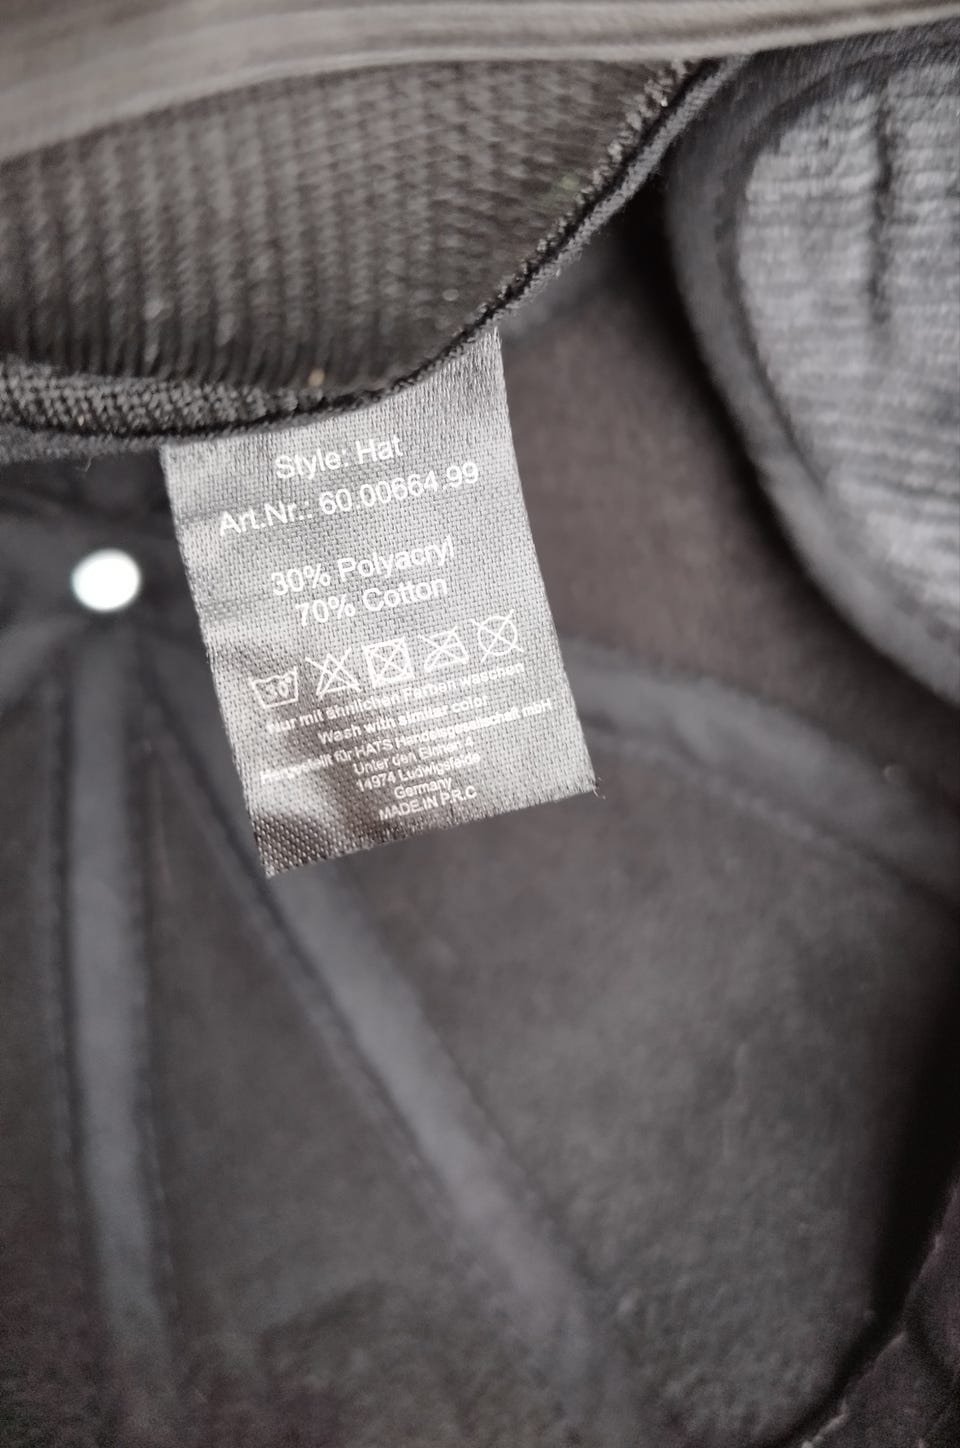 Style: Hat
Art.Nr.: 60.00664.99
30% Polyacryl
70% Cotton
30
Nur mit ähnlichen Farben waschen
Wash with similar color
für HATS Handelsgesellschaft mbH
Unter den Eichen 4
14974 Ludwigsfelde
Germany
MADE IN P.R.C